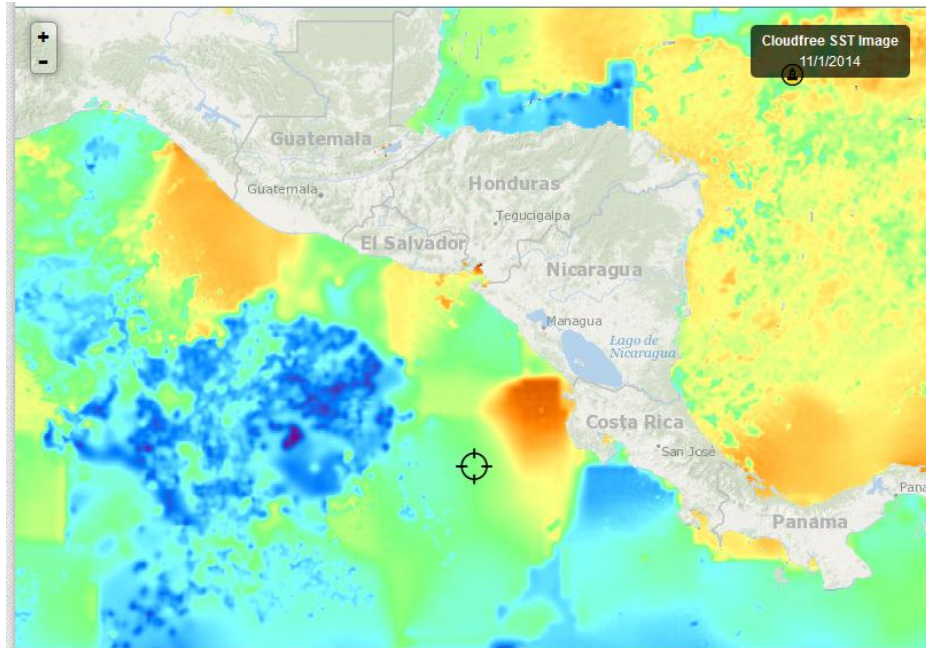 +
-
Cloudfree SST Image
11/1/2014
Guatemala
Guatemala
Honduras
Tegucigalpa
El Salvador
Nicaragua
Managua
Lago de
Nicaragua
Costa Rica
San José
Pana
Panama